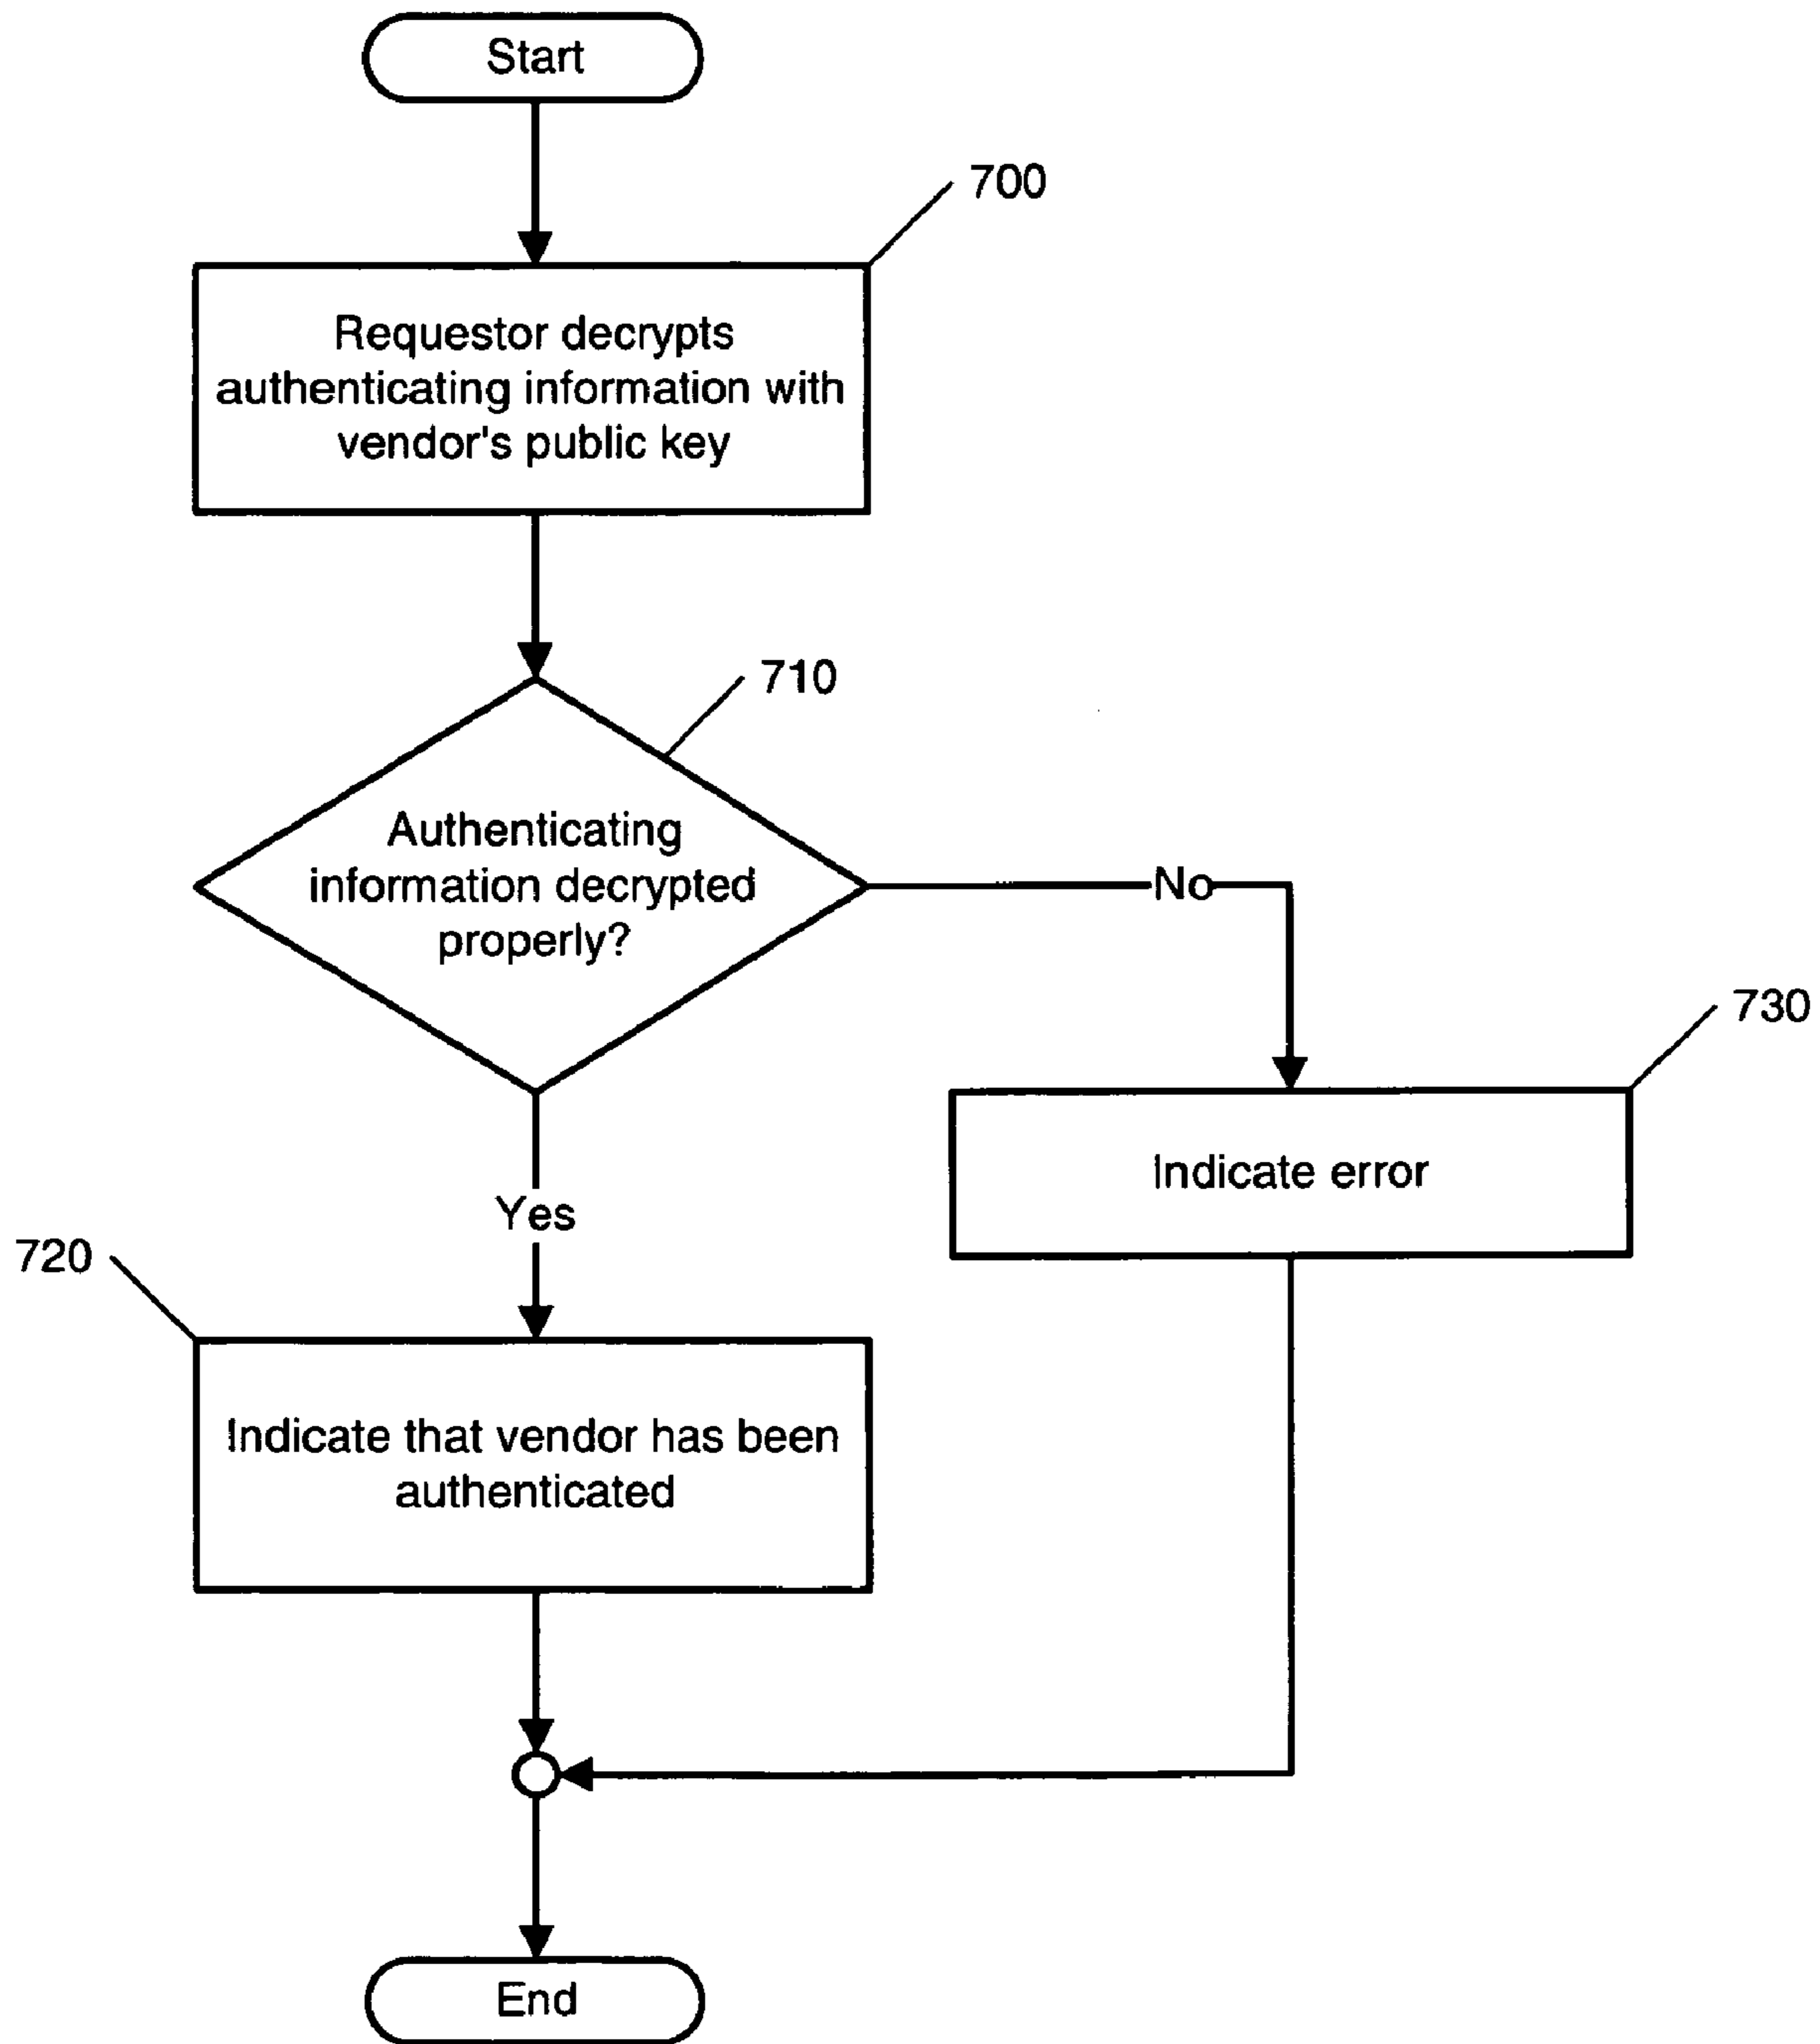 Start
700
Requestor decrypts
authenticating information with
vendor's public key
710
Authenticating
information decrypted
properly?
No
730
Indicate error
Yes
720
Indicate that vendor has been
authenticated
End